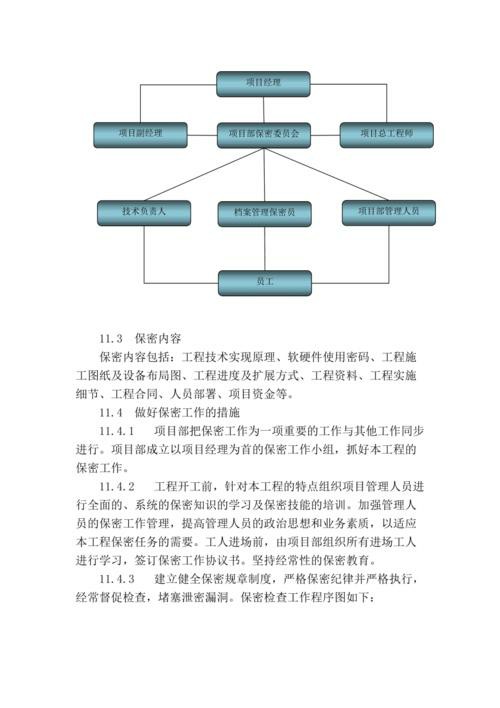 项目经理
项目副经理 项目部保密委员会 项目总工程师
技术负责人 档案管理保密员 项目部管理人员
员工
11.3 保密内容
保密内容包括：工程技术实现原理、软硬件使用密码、工程施
工图纸及设备布局图、工程进度及扩展方式、工程资料、工程实施
细节、工程合同、人员部署、项目资金等。
11.4 做好保密工作的措施
11.4.1 项目部把保密工作为一项重要的工作与其他工作同步
进行。项目部成立以项目经理为首的保密工作小组，抓好本工程的
保密工作。
11.4.2 工程开工前，针对本工程的特点组织项目管理人员进
行全面的、系统的保密知识的学习及保密技能的培训。加强管理人
员的保密工作管理，提高管理人员的政治思想和业务素质，以适应
本工程保密任务的需要。工人进场前，由项目部组织所有进场工人
进行学习，签订保密工作协议书。坚持经常性的保密教育。
11.4.3 建立健全保密规章制度，严格保密纪律并严格执行，
经常督促检查，堵塞泄密漏洞。保密检查工作程序图如下：